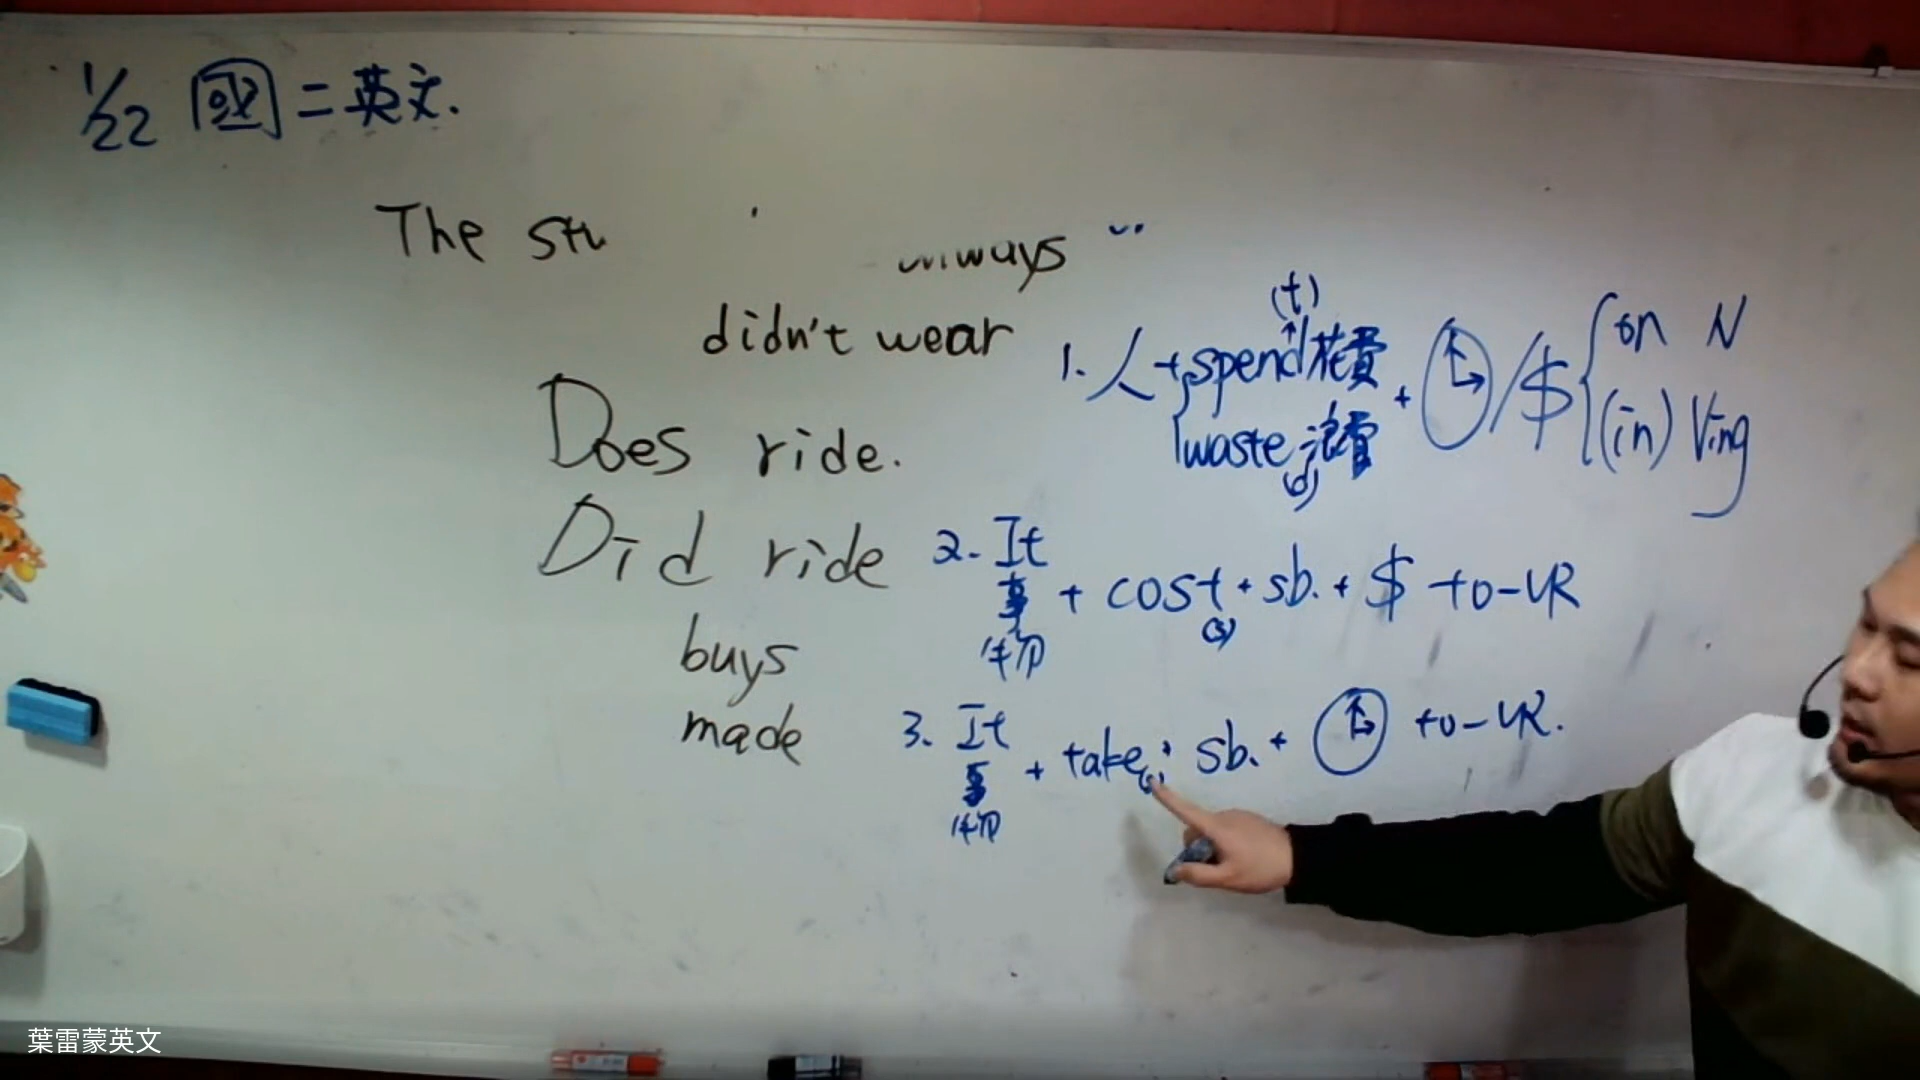 1/22 國二英文.
The stu
always
didn't wear
Does ride.
Did ride
buys
made
(t)
1. 人 + spend 花費
waste 浪費 + / $ on N
(d) (in) Ving
2. It
事 + cost + sb. + $ to-VR
物 (s)
3. It
事 + take(s) + sb. + to-VR.
物
葉雷蒙英文